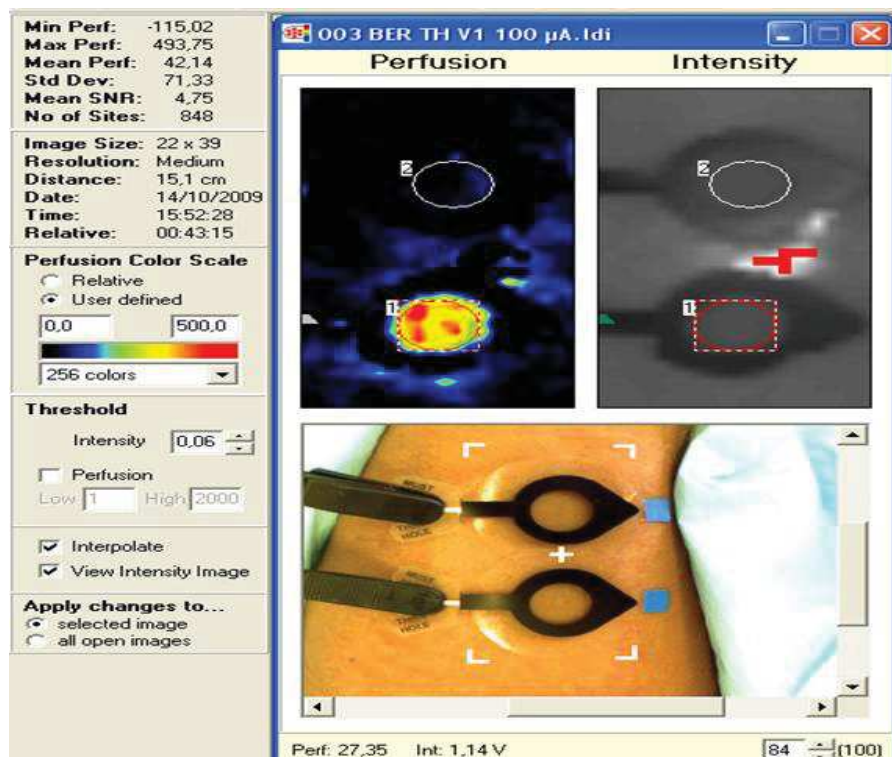 Min Perf: -115,02
Max Perf: 493,75
Mean Perf: 42,14
Std Dev: 71,33
Mean SNR: 4,75
No of Sites: 848
Image Size: 22 x 39
Resolution: Medium
Distance: 15,1 cm
Date: 14/10/2009
Time: 15:52:28
Relative: 00:43:15
Perfusion Color Scale
Relative
User defined
0,0 500,0
256 colors
Threshold
Intensity 0,06
Perfusion
Low 1 High 2000
Interpolate
View Intensity Image
Apply changes to...
selected image
all open images
003 BER TH V1 100 µA.ldi
Perfusion Intensity
2 2
1 1
HOLE
HOLE
Perf: 27,35 Int: 1,14 V 84 (100)